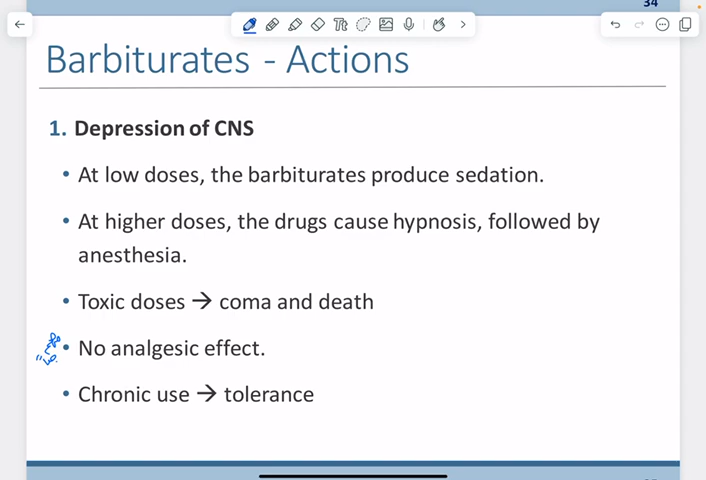 34
Barbiturates - Actions
1. Depression of CNS
• At low doses, the barbiturates produce sedation.
• At higher doses, the drugs cause hypnosis, followed by
anesthesia.
• Toxic doses → coma and death
• No analgesic effect.
• Chronic use → tolerance